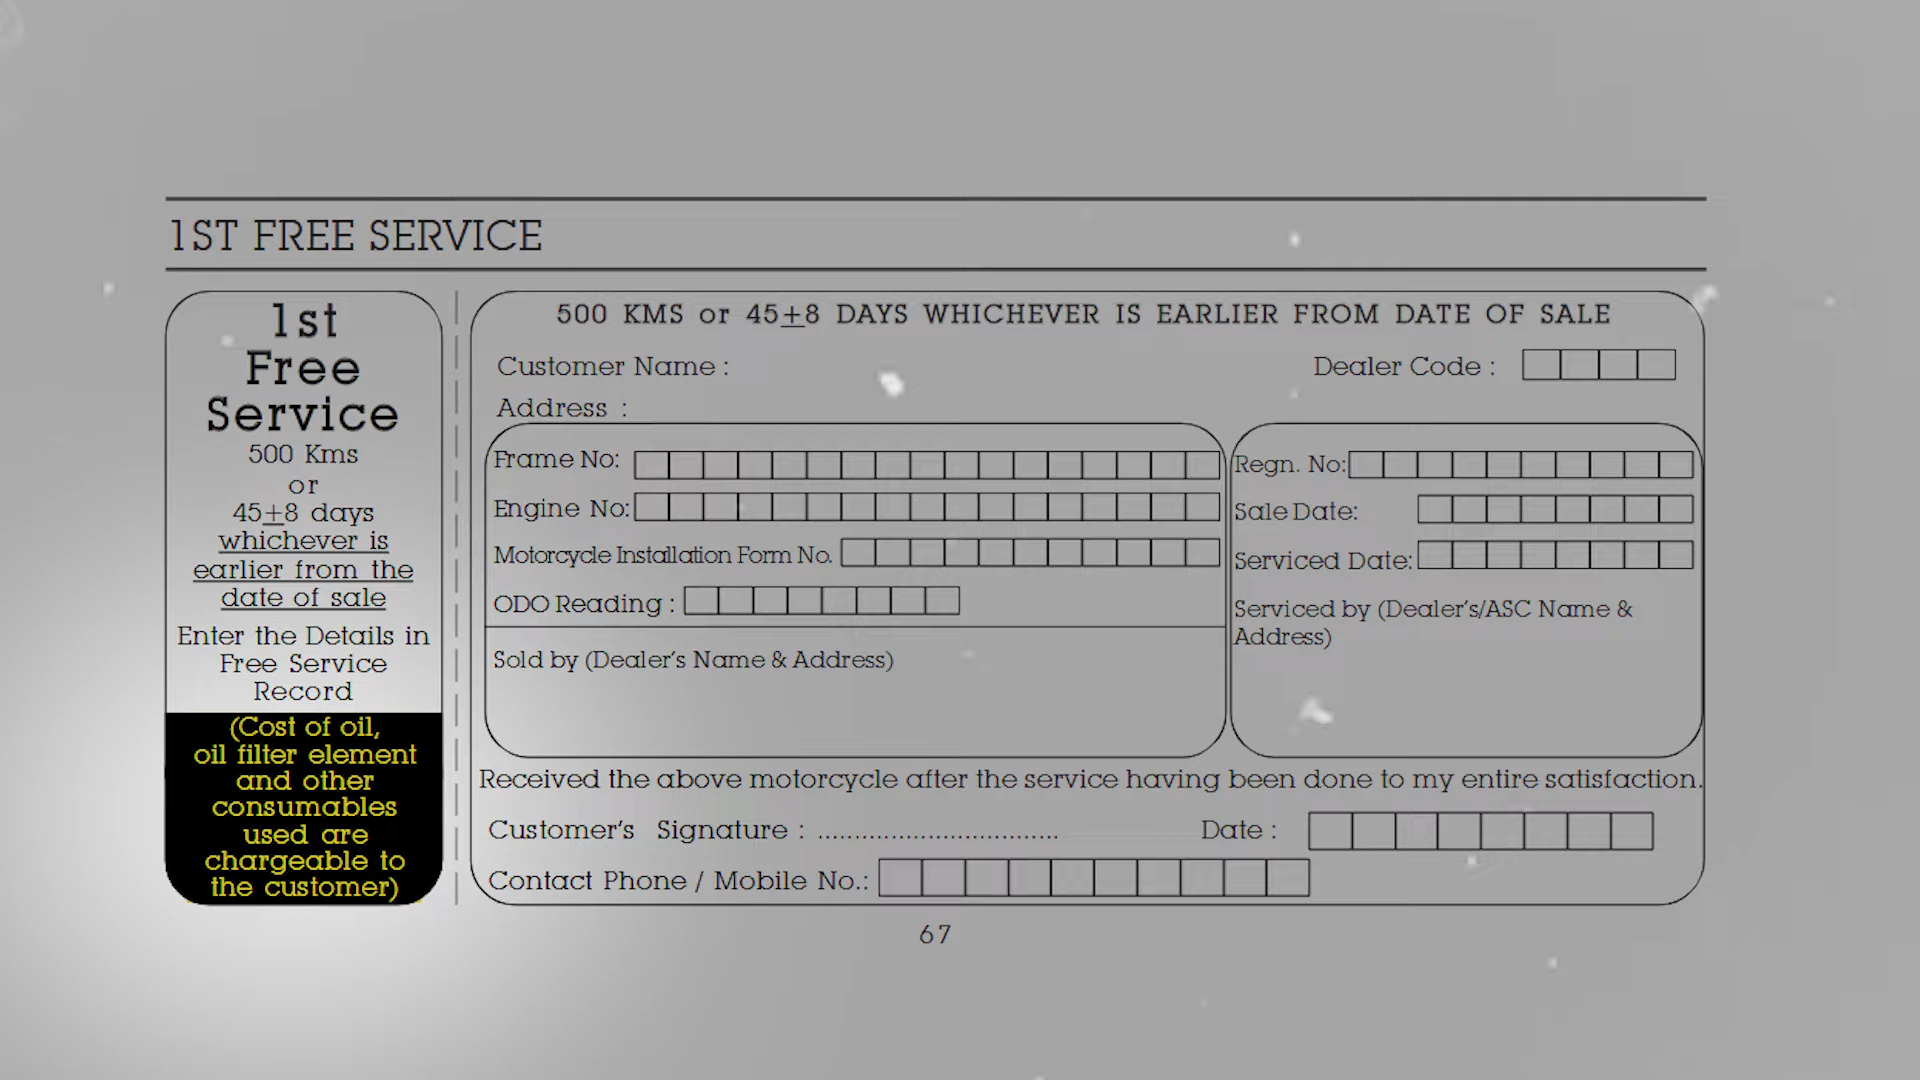 1ST FREE SERVICE
1st
Free
Service
500 Kms
or
45±8 days
whichever is
earlier from the
date of sale
Enter the Details in
Free Service
Record
(Cost of oil,
oil filter element
and other
consumables
used are
chargeable to
the customer)
500 KMS or 45±8 DAYS WHICHEVER IS EARLIER FROM DATE OF SALE
Customer Name :
Dealer Code :
Address :
Frame No:
Engine No:
Motorcycle Installation Form No.
ODO Reading :
Sold by (Dealer's Name & Address)
Regn. No:
Sale Date:
Serviced Date:
Serviced by (Dealer's/ASC Name &
Address)
Received the above motorcycle after the service having been done to my entire satisfaction.
Customer's Signature : ................................
Date :
Contact Phone / Mobile No.:
67